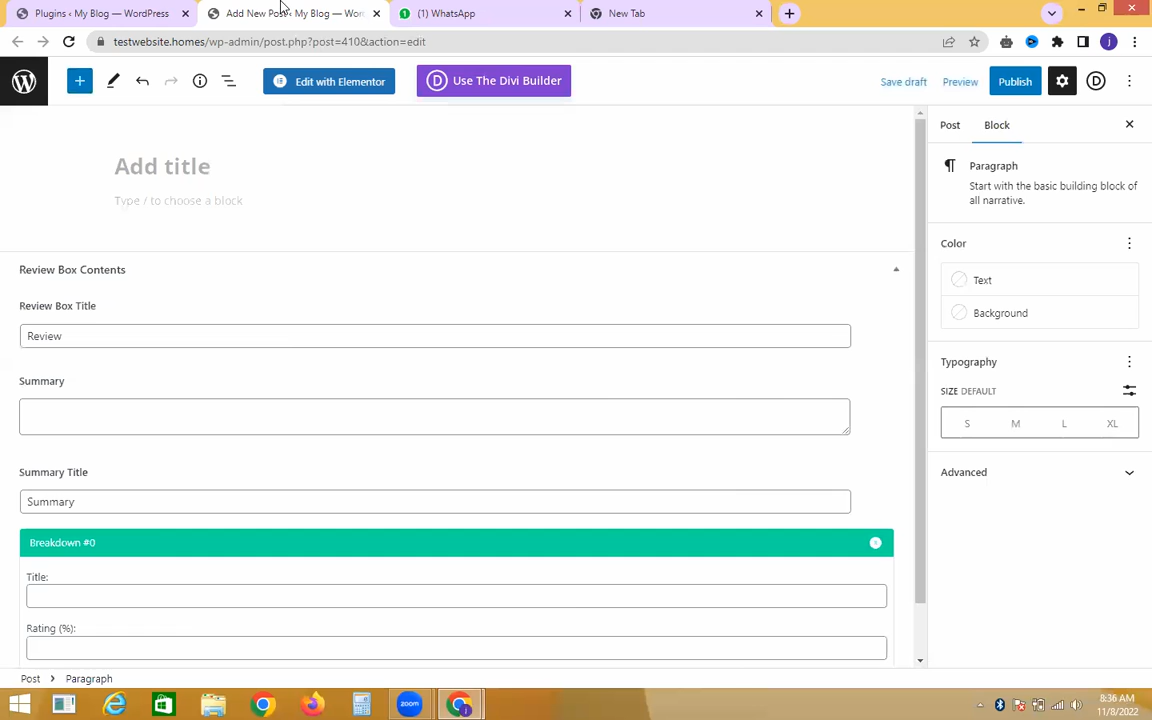 Plugins ‹ My Blog — WordPress
Add New Post ‹ My Blog — Wor
(1) WhatsApp
New Tab
testwebsite.homes/wp-admin/post.php?post=410&action=edit
j
Edit with Elementor
D Use The Divi Builder
Save draft
Preview
Publish
D
Add title
Type / to choose a block
Post
Block
Paragraph
Start with the basic building block of
all narrative.
Color
Text
Background
Typography
SIZE DEFAULT
S M L XL
Advanced
Review Box Contents
Review Box Title
Review
Summary
Summary Title
Summary
Breakdown #0
Title:
Rating (%):
Post
Paragraph
zoom
8:36 AM
11/8/2022